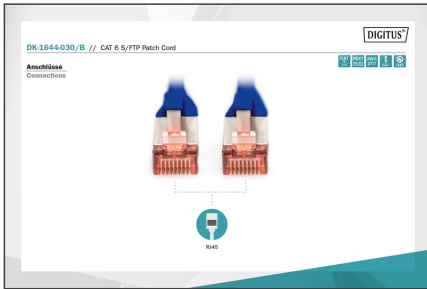 DIGITUS®
DK-1644-030/B // CAT 6 S/FTP Patch Cord
Anschlüsse
Connections
RJ45